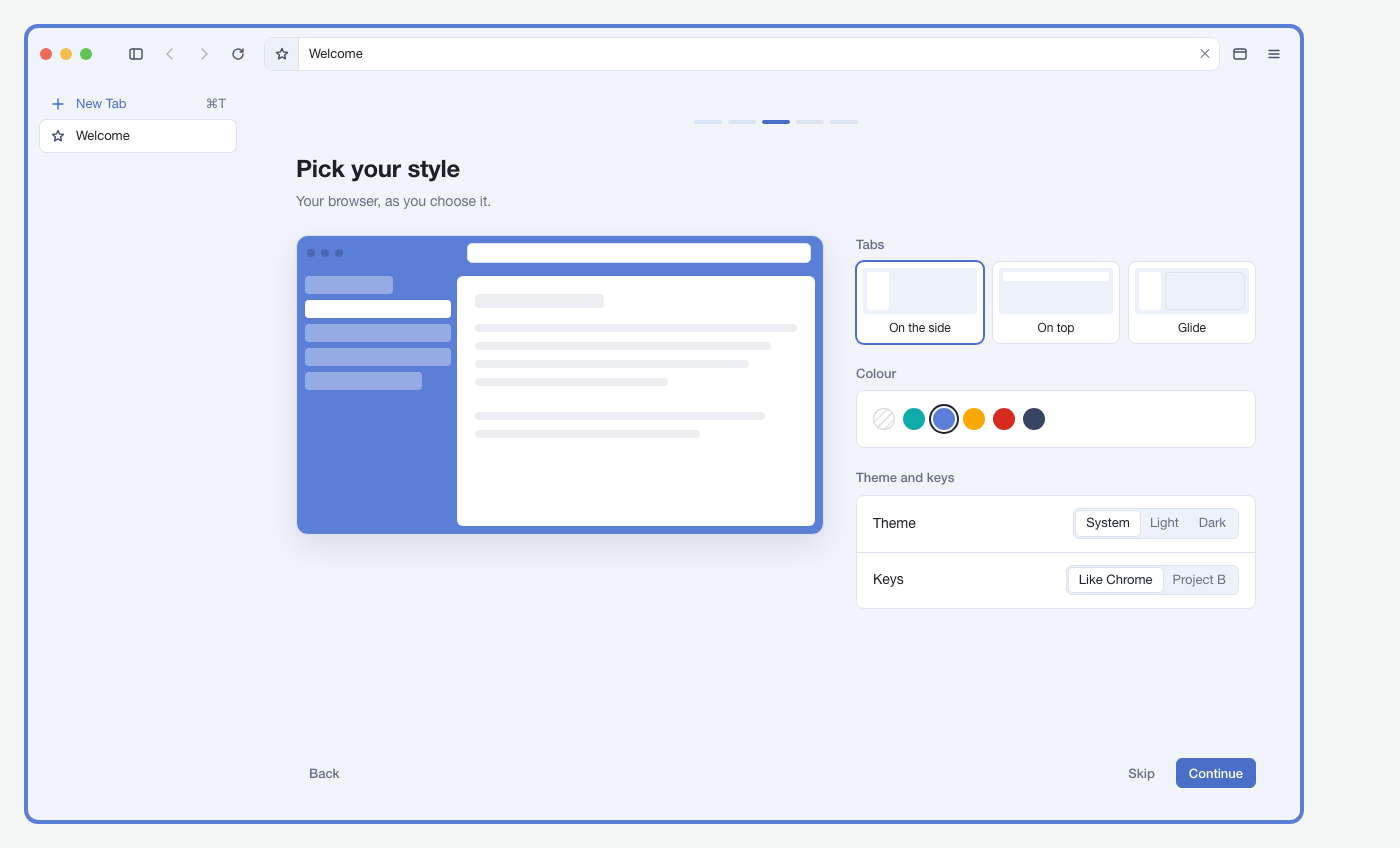 Welcome
New Tab ⌘T
Welcome
Pick your style
Your browser, as you choose it.
Tabs
On the side
On top
Glide
Colour
Theme and keys
Theme
System Light Dark
Keys
Like Chrome Project B
Back
Skip
Continue